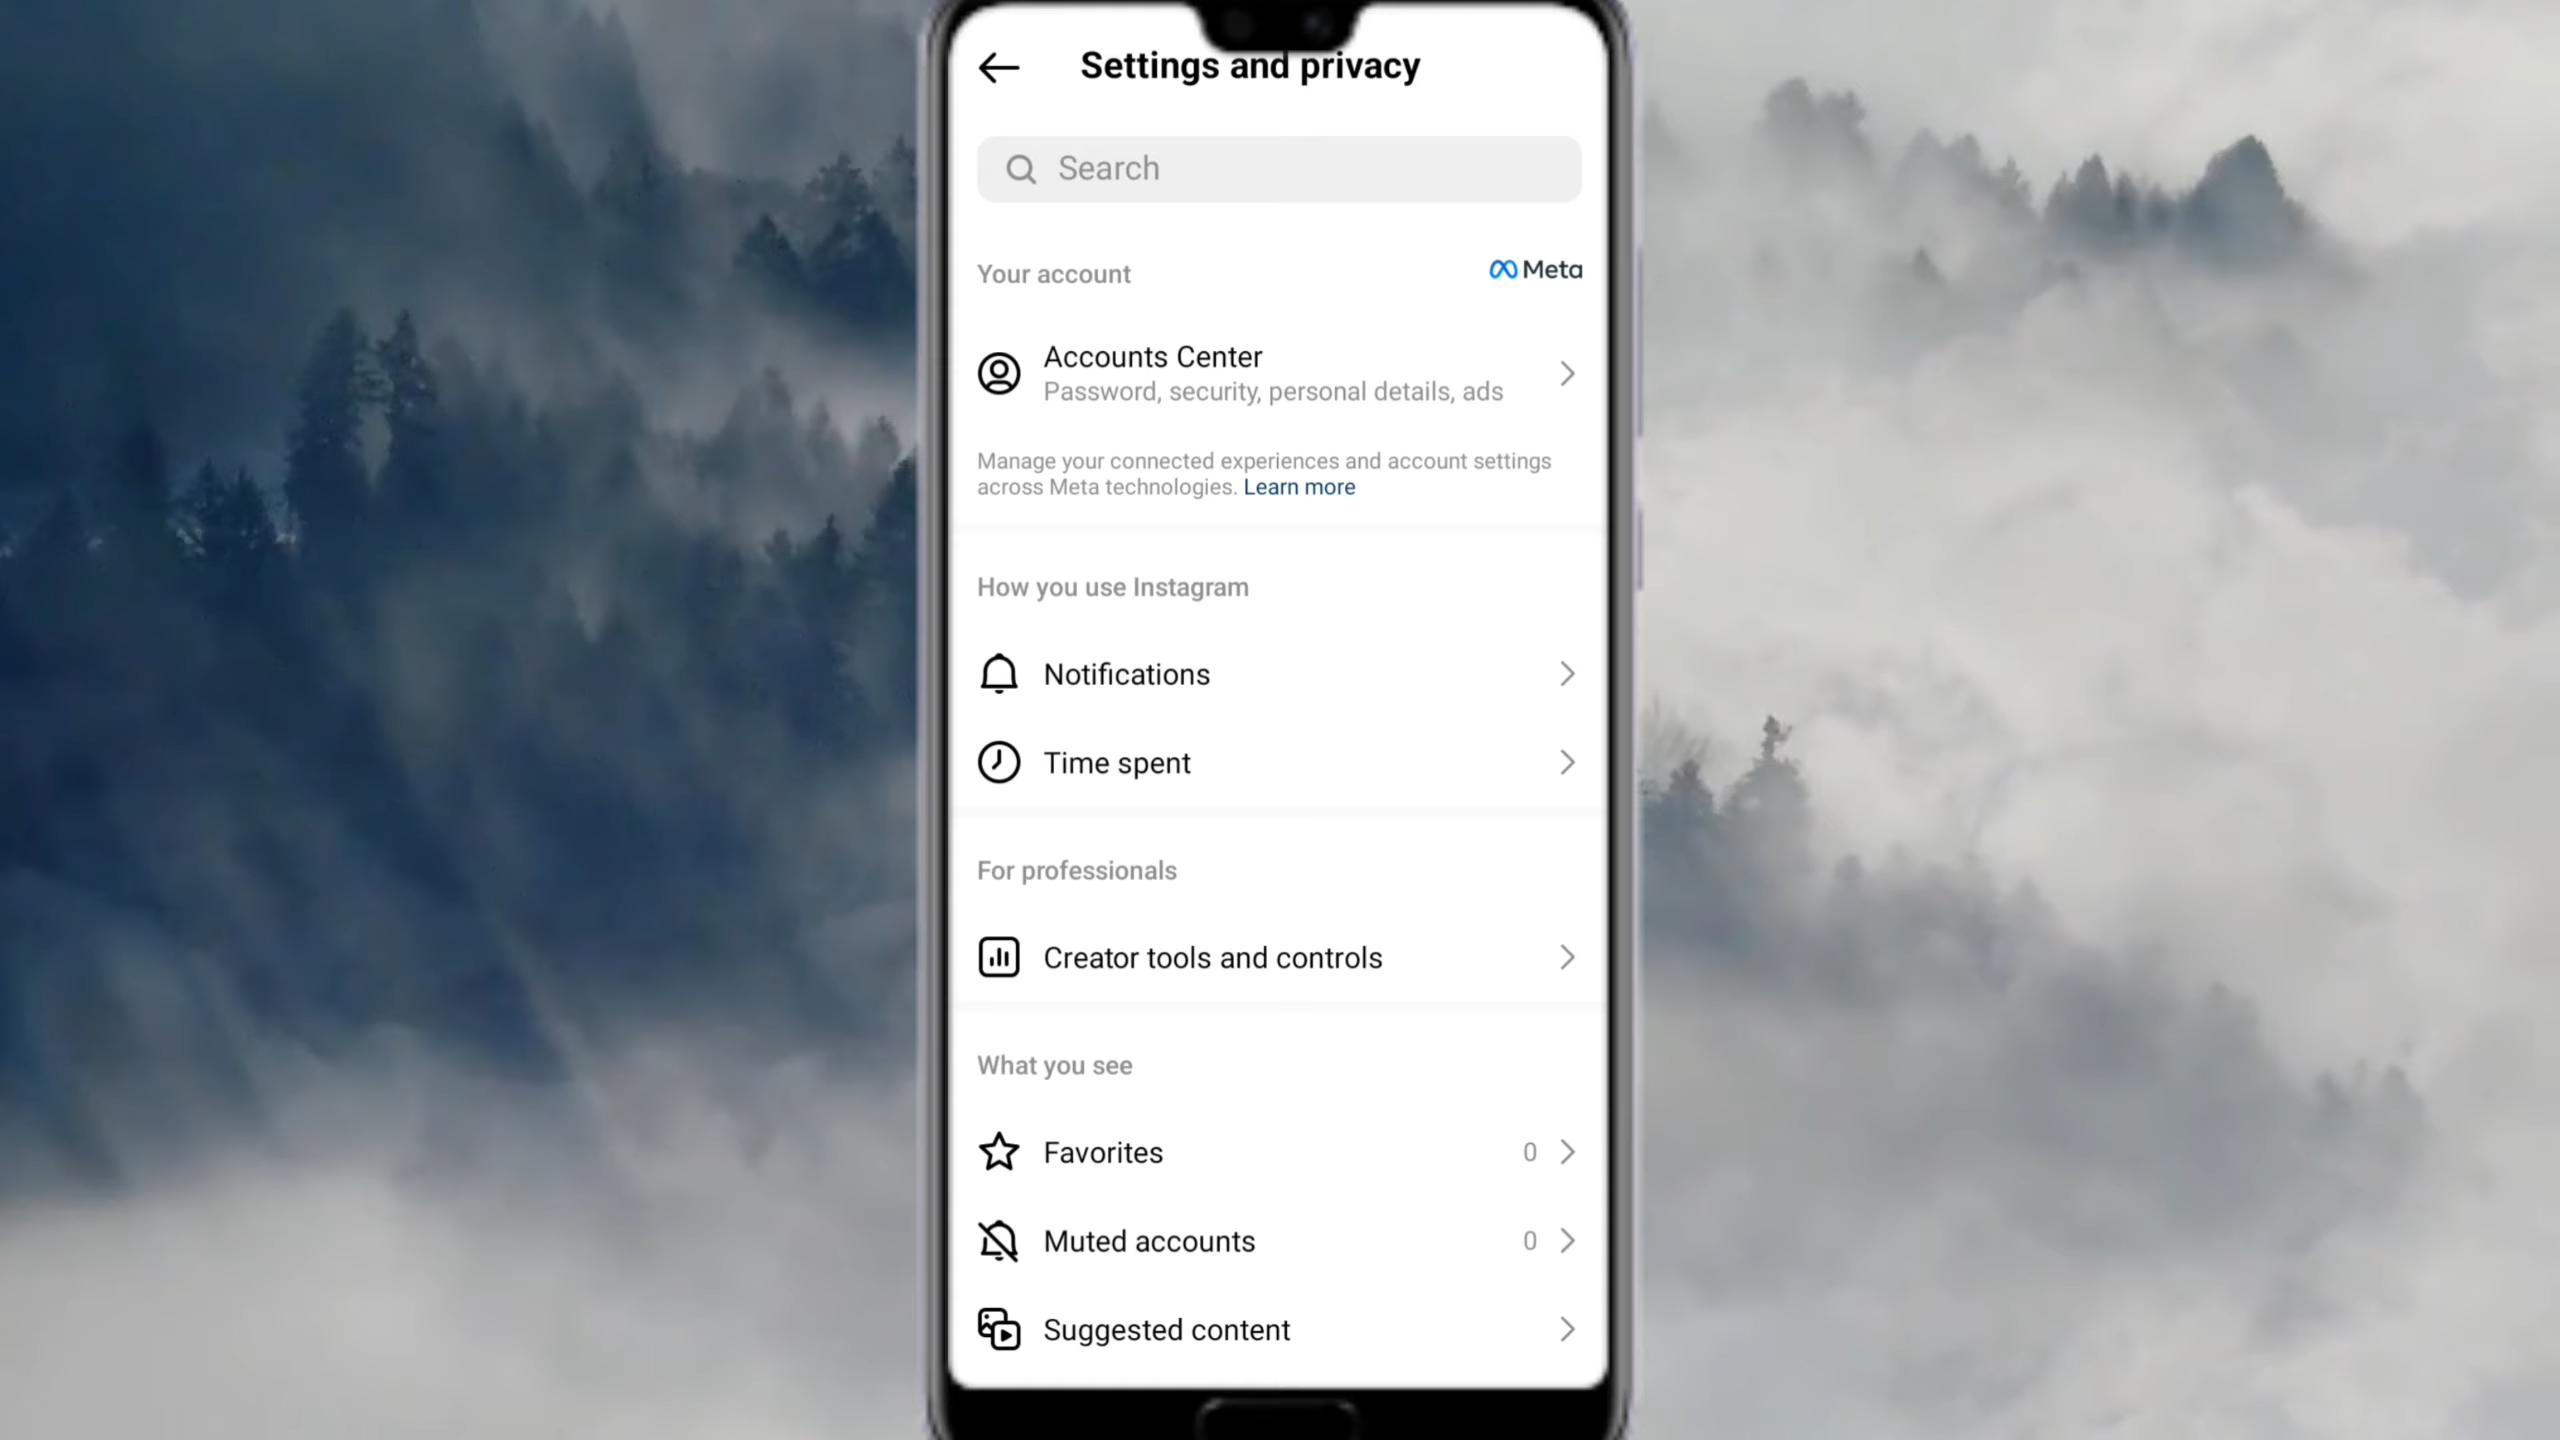 Settings and privacy
Search
Your account
Meta
Accounts Center
Password, security, personal details, ads
Manage your connected experiences and account settings
across Meta technologies. Learn more
How you use Instagram
Notifications
Time spent
For professionals
Creator tools and controls
What you see
Favorites 0
Muted accounts 0
Suggested content